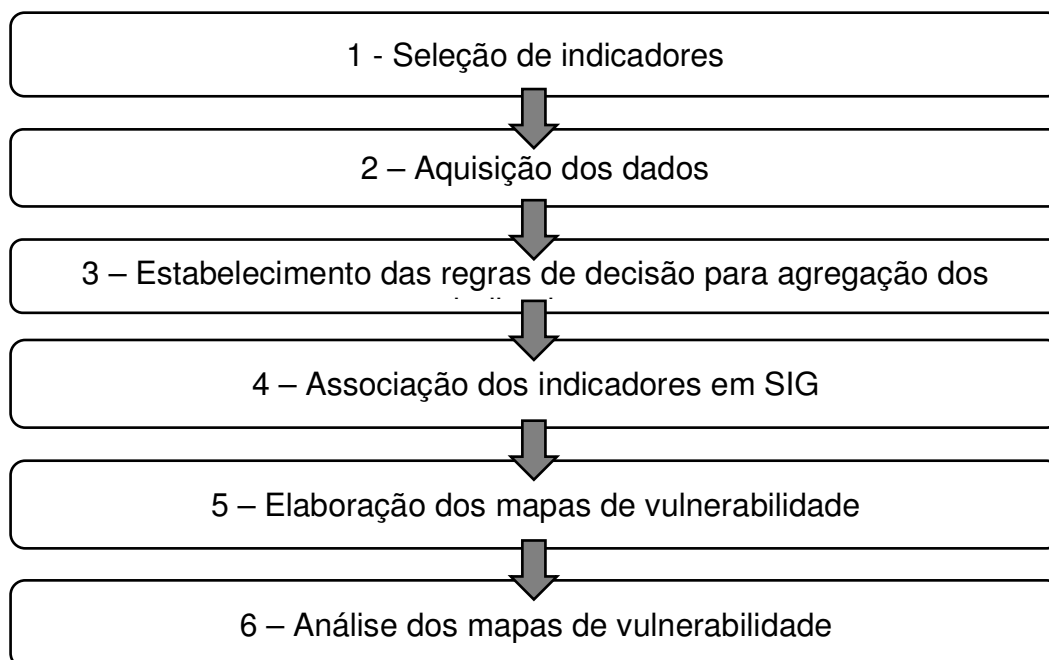 1 - Seleção de indicadores
2 – Aquisição dos dados
3 – Estabelecimento das regras de decisão para agregação dos
4 – Associação dos indicadores em SIG
5 – Elaboração dos mapas de vulnerabilidade
6 – Análise dos mapas de vulnerabilidade